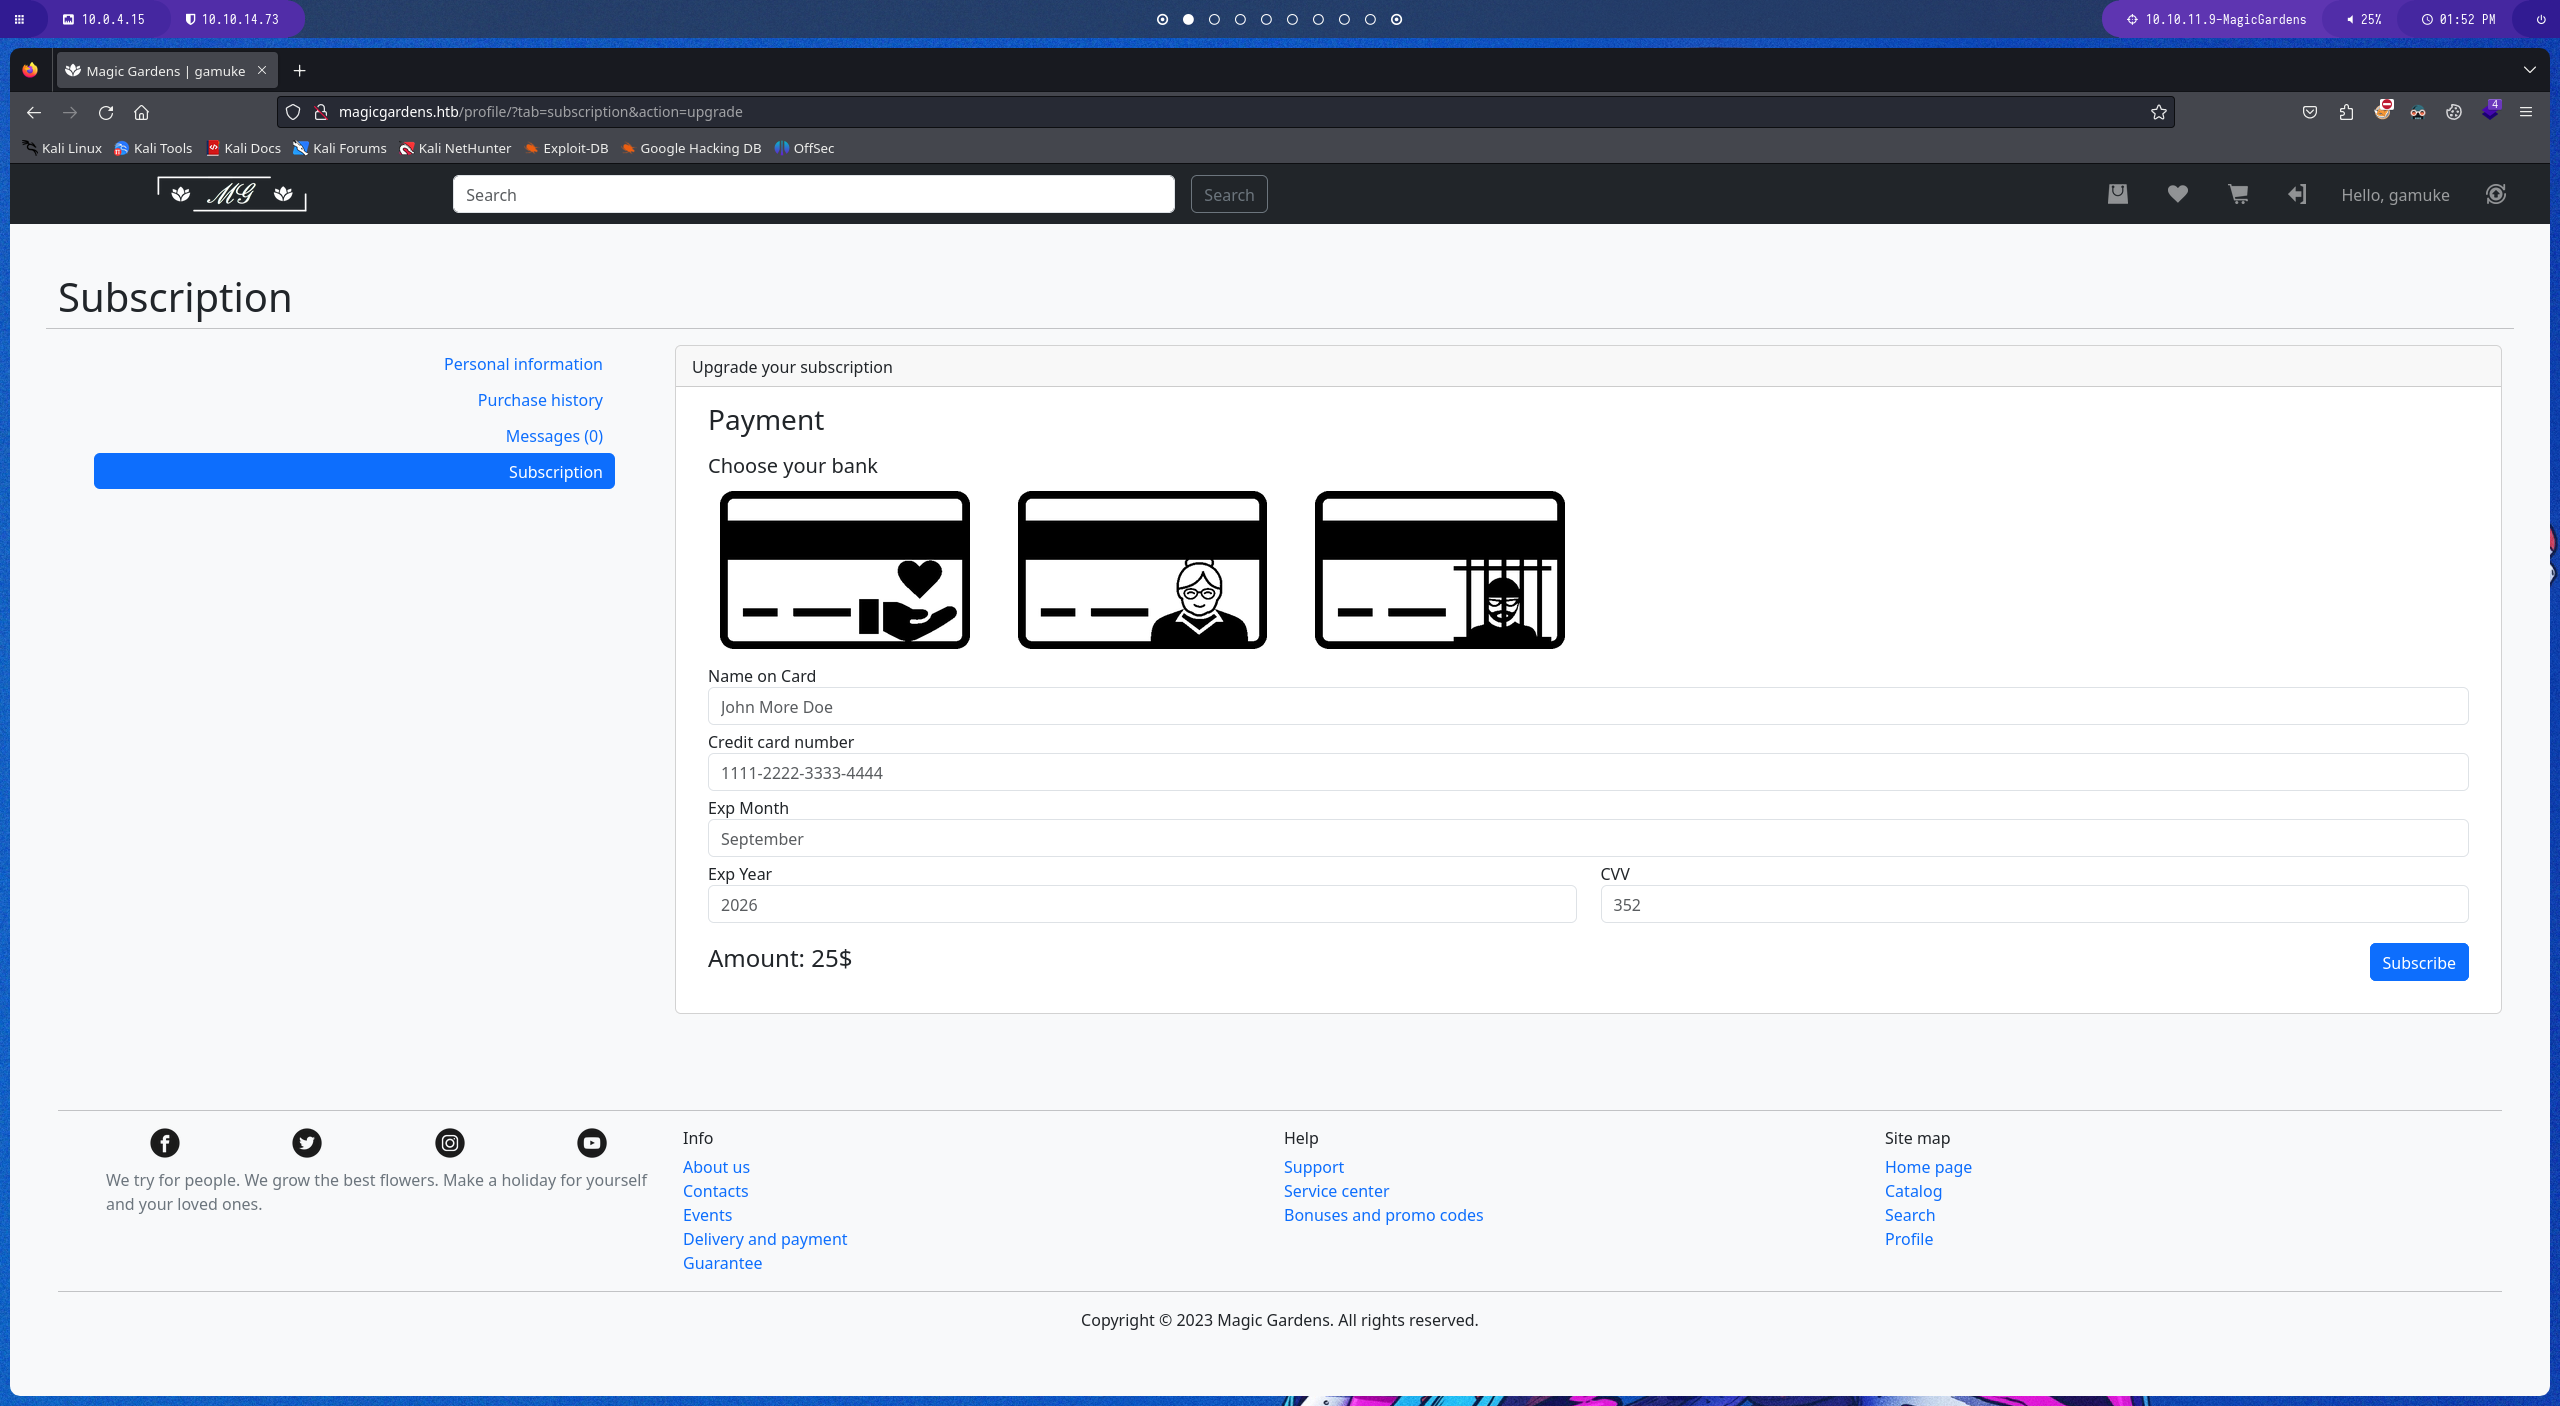 10.0.4.15
10.10.14.73
10.10.11.9-MagicGardens
25%
01:52 PM
Magic Gardens | gamuke
magicgardens.htb/profile/?tab=subscription&action=upgrade
4
Kali Linux
Kali Tools
Kali Docs
Kali Forums
Kali NetHunter
Exploit-DB
Google Hacking DB
OffSec
MG
Search
Search
Hello, gamuke
Subscription
Personal information
Purchase history
Messages (0)
Subscription
Upgrade your subscription
Payment
Choose your bank
Name on Card
John More Doe
Credit card number
1111-2222-3333-4444
Exp Month
September
Exp Year
CVV
2026
352
Amount: 25$
Subscribe
We try for people. We grow the best flowers. Make a holiday for yourself
and your loved ones.
Info
About us
Contacts
Events
Delivery and payment
Guarantee
Help
Support
Service center
Bonuses and promo codes
Site map
Home page
Catalog
Search
Profile
Copyright © 2023 Magic Gardens. All rights reserved.